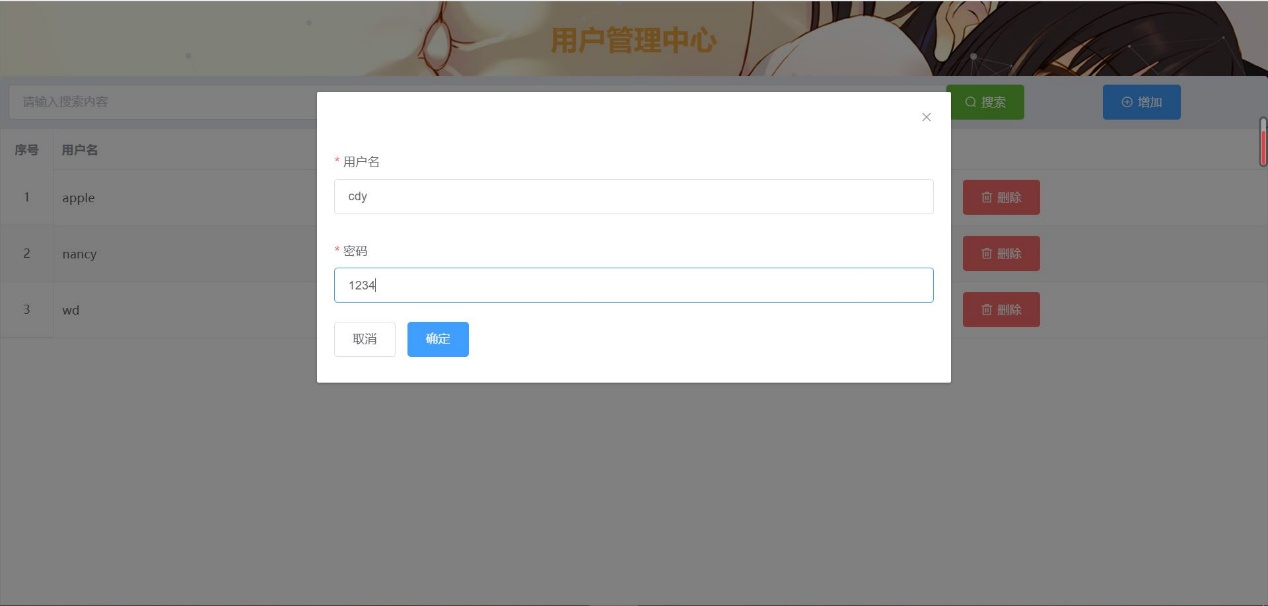 用户管理中心
请输入搜索内容
搜索
增加
序号 用户名
1 apple 删除
2 nancy 删除
3 wd 删除
* 用户名
cdy
* 密码
1234
取消 确定